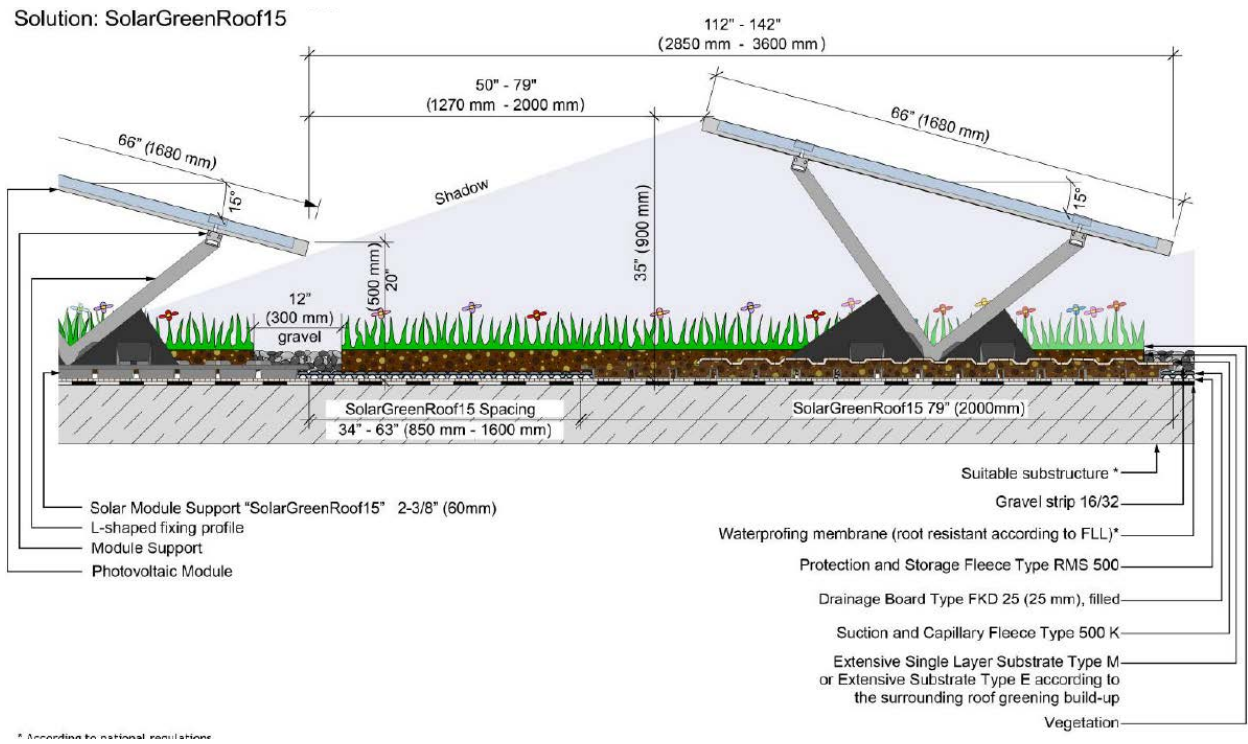 Solution: SolarGreenRoof15
112" - 142"
(2850 mm - 3600 mm)
50" - 79"
(1270 mm - 2000 mm)
66" (1680 mm)
66" (1680 mm)
Shadow
15°
15°
35" (900 mm)
(500 mm)
20"
12"
(300 mm)
gravel
SolarGreenRoof15 Spacing
34" - 63" (850 mm - 1600 mm)
SolarGreenRoof15 79" (2000mm)
Solar Module Support "SolarGreenRoof15" 2-3/8" (60mm)
L-shaped fixing profile
Module Support
Photovoltaic Module
Suitable substructure *
Gravel strip 16/32
Waterprofing membrane (root resistant according to FLL)*
Protection and Storage Fleece Type RMS 500
Drainage Board Type FKD 25 (25 mm), filled
Suction and Capillary Fleece Type 500 K
Extensive Single Layer Substrate Type M
or Extensive Substrate Type E according to
the surrounding roof greening build-up
Vegetation
* According to national regulations